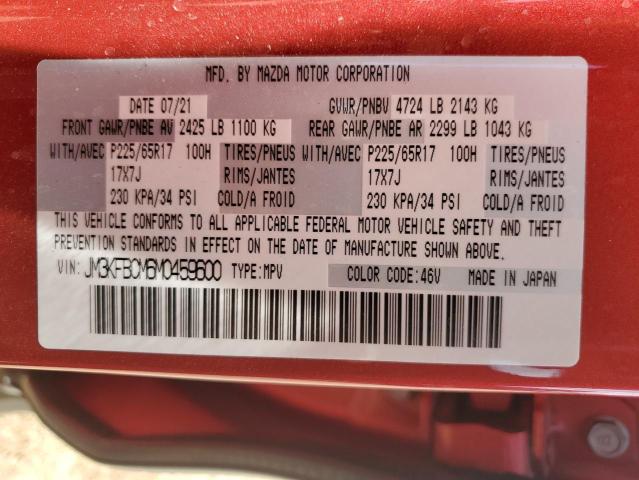 MFD. BY MAZDA MOTOR CORPORATION
DATE 07/21 GVWR/PNBV 4724 LB 2143 KG
FRONT GAWR/PNBE AV 2425 LB 1100 KG REAR GAWR/PNBE AR 2299 LB 1043 KG
WITH/AVEC P225/65R17 100H TIRES/PNEUS WITH/AVEC P225/65R17 100H TIRES/PNEUS
17X7J RIMS/JANTES 17X7J RIMS/JANTES
230 KPA/34 PSI COLD/A FROID 230 KPA/34 PSI COLD/A FROID
THIS VEHICLE CONFORMS TO ALL APPLICABLE FEDERAL MOTOR VEHICLE SAFETY AND THEFT
PREVENTION STANDARDS IN EFFECT ON THE DATE OF MANUFACTURE SHOWN ABOVE.
VIN: JM3KFBCM6M0459600 TYPE:MPV COLOR CODE:46V MADE IN JAPAN